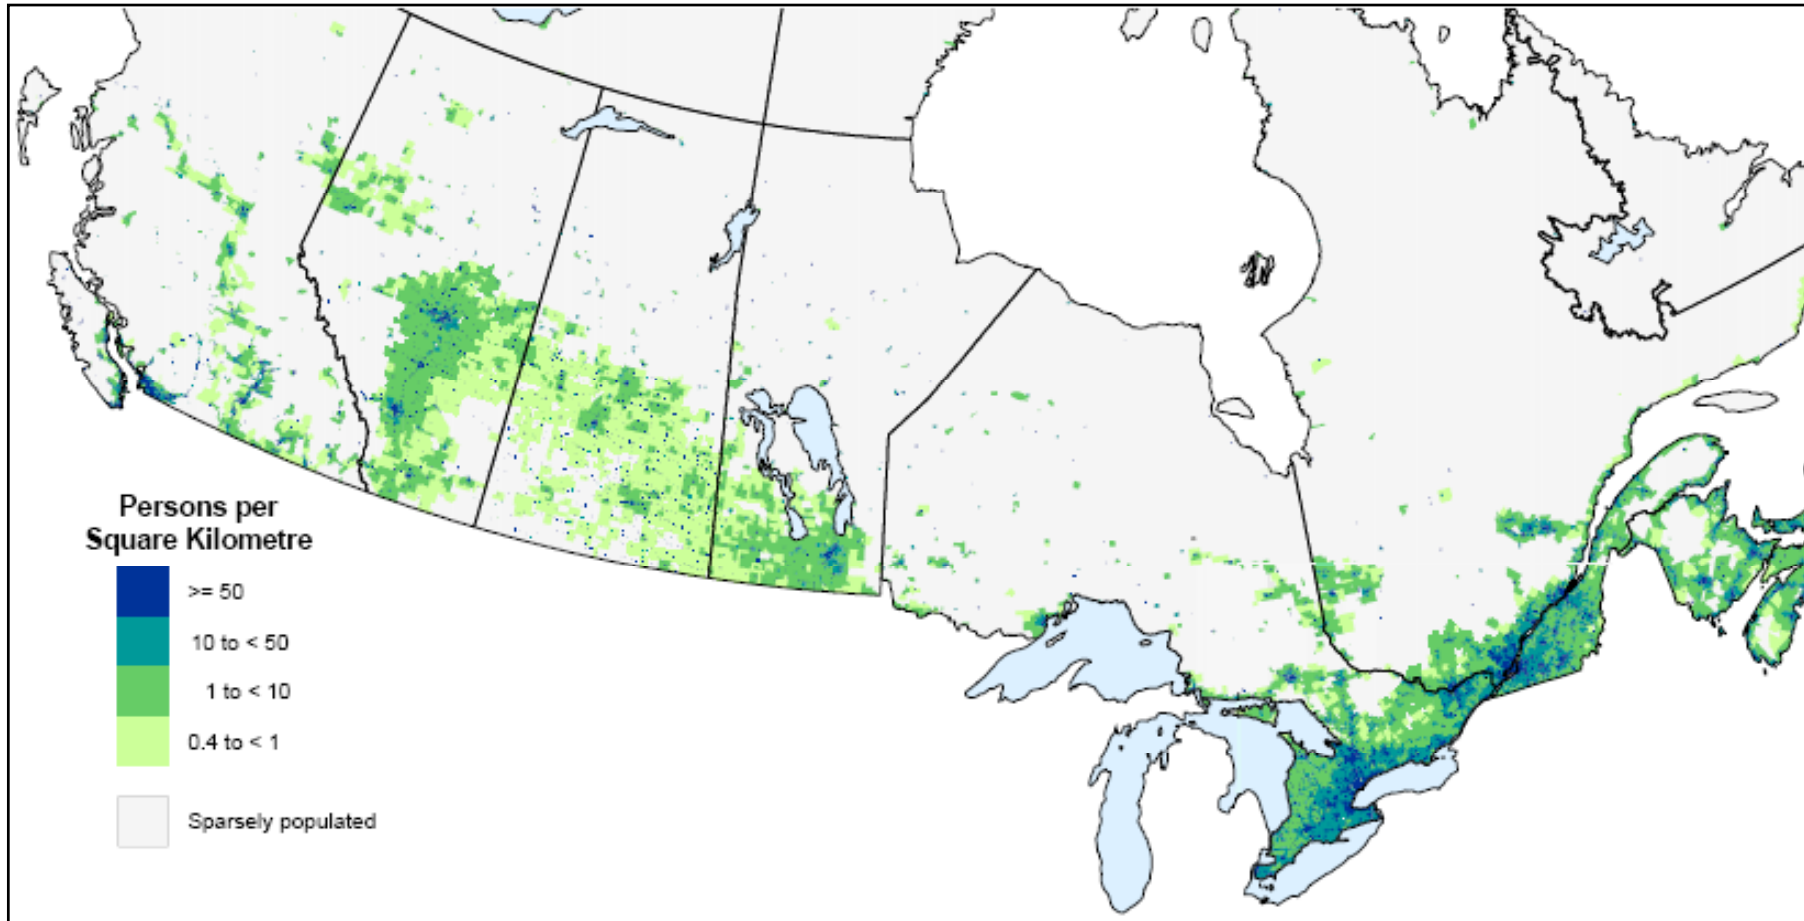 Persons per
Square Kilometre
>= 50
10 to < 50
1 to < 10
0.4 to < 1
Sparsely populated